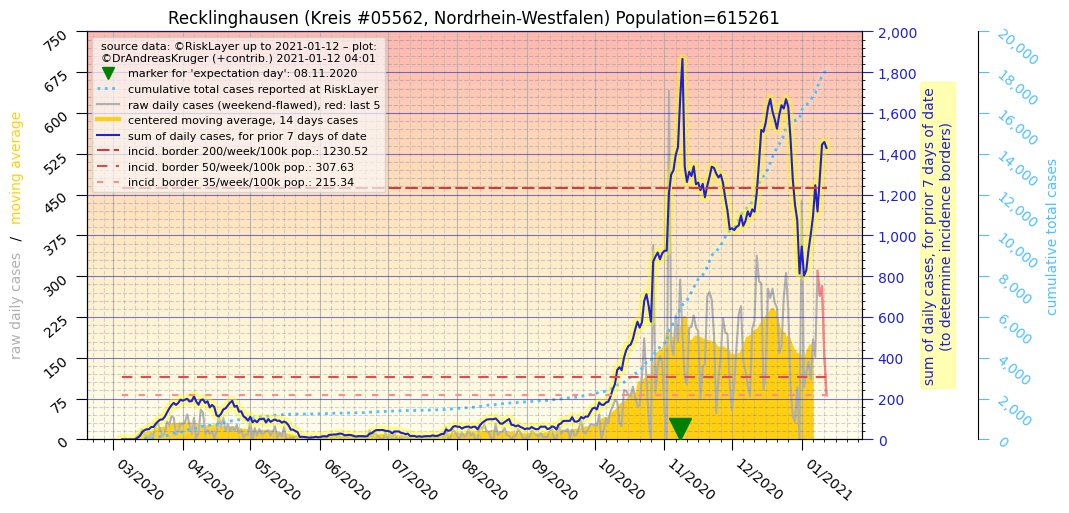 Recklinghausen (Kreis #05562, Nordrhein-Westfalen) Population=615261
source data: ©RiskLayer up to 2021-01-12 – plot:
©DrAndreasKruger (+contrib.) 2021-01-12 04:01
marker for 'expectation day': 08.11.2020
cumulative total cases reported at RiskLayer
raw daily cases (weekend-flawed), red: last 5
centered moving average, 14 days cases
sum of daily cases, for prior 7 days of date
incid. border 200/week/100k pop.: 1230.52
incid. border 50/week/100k pop.: 307.63
incid. border 35/week/100k pop.: 215.34
raw daily cases / moving average
750
675
600
525
450
375
300
225
150
75
0
03/2020
04/2020
05/2020
06/2020
07/2020
08/2020
09/2020
10/2020
11/2020
12/2020
01/2021
2,000
1,800
1,600
1,400
1,200
1,000
800
600
400
200
0
sum of daily cases, for prior 7 days of date
(to determine incidence borders)
20,000
18,000
16,000
14,000
12,000
10,000
8,000
6,000
4,000
2,000
0
cumulative total cases